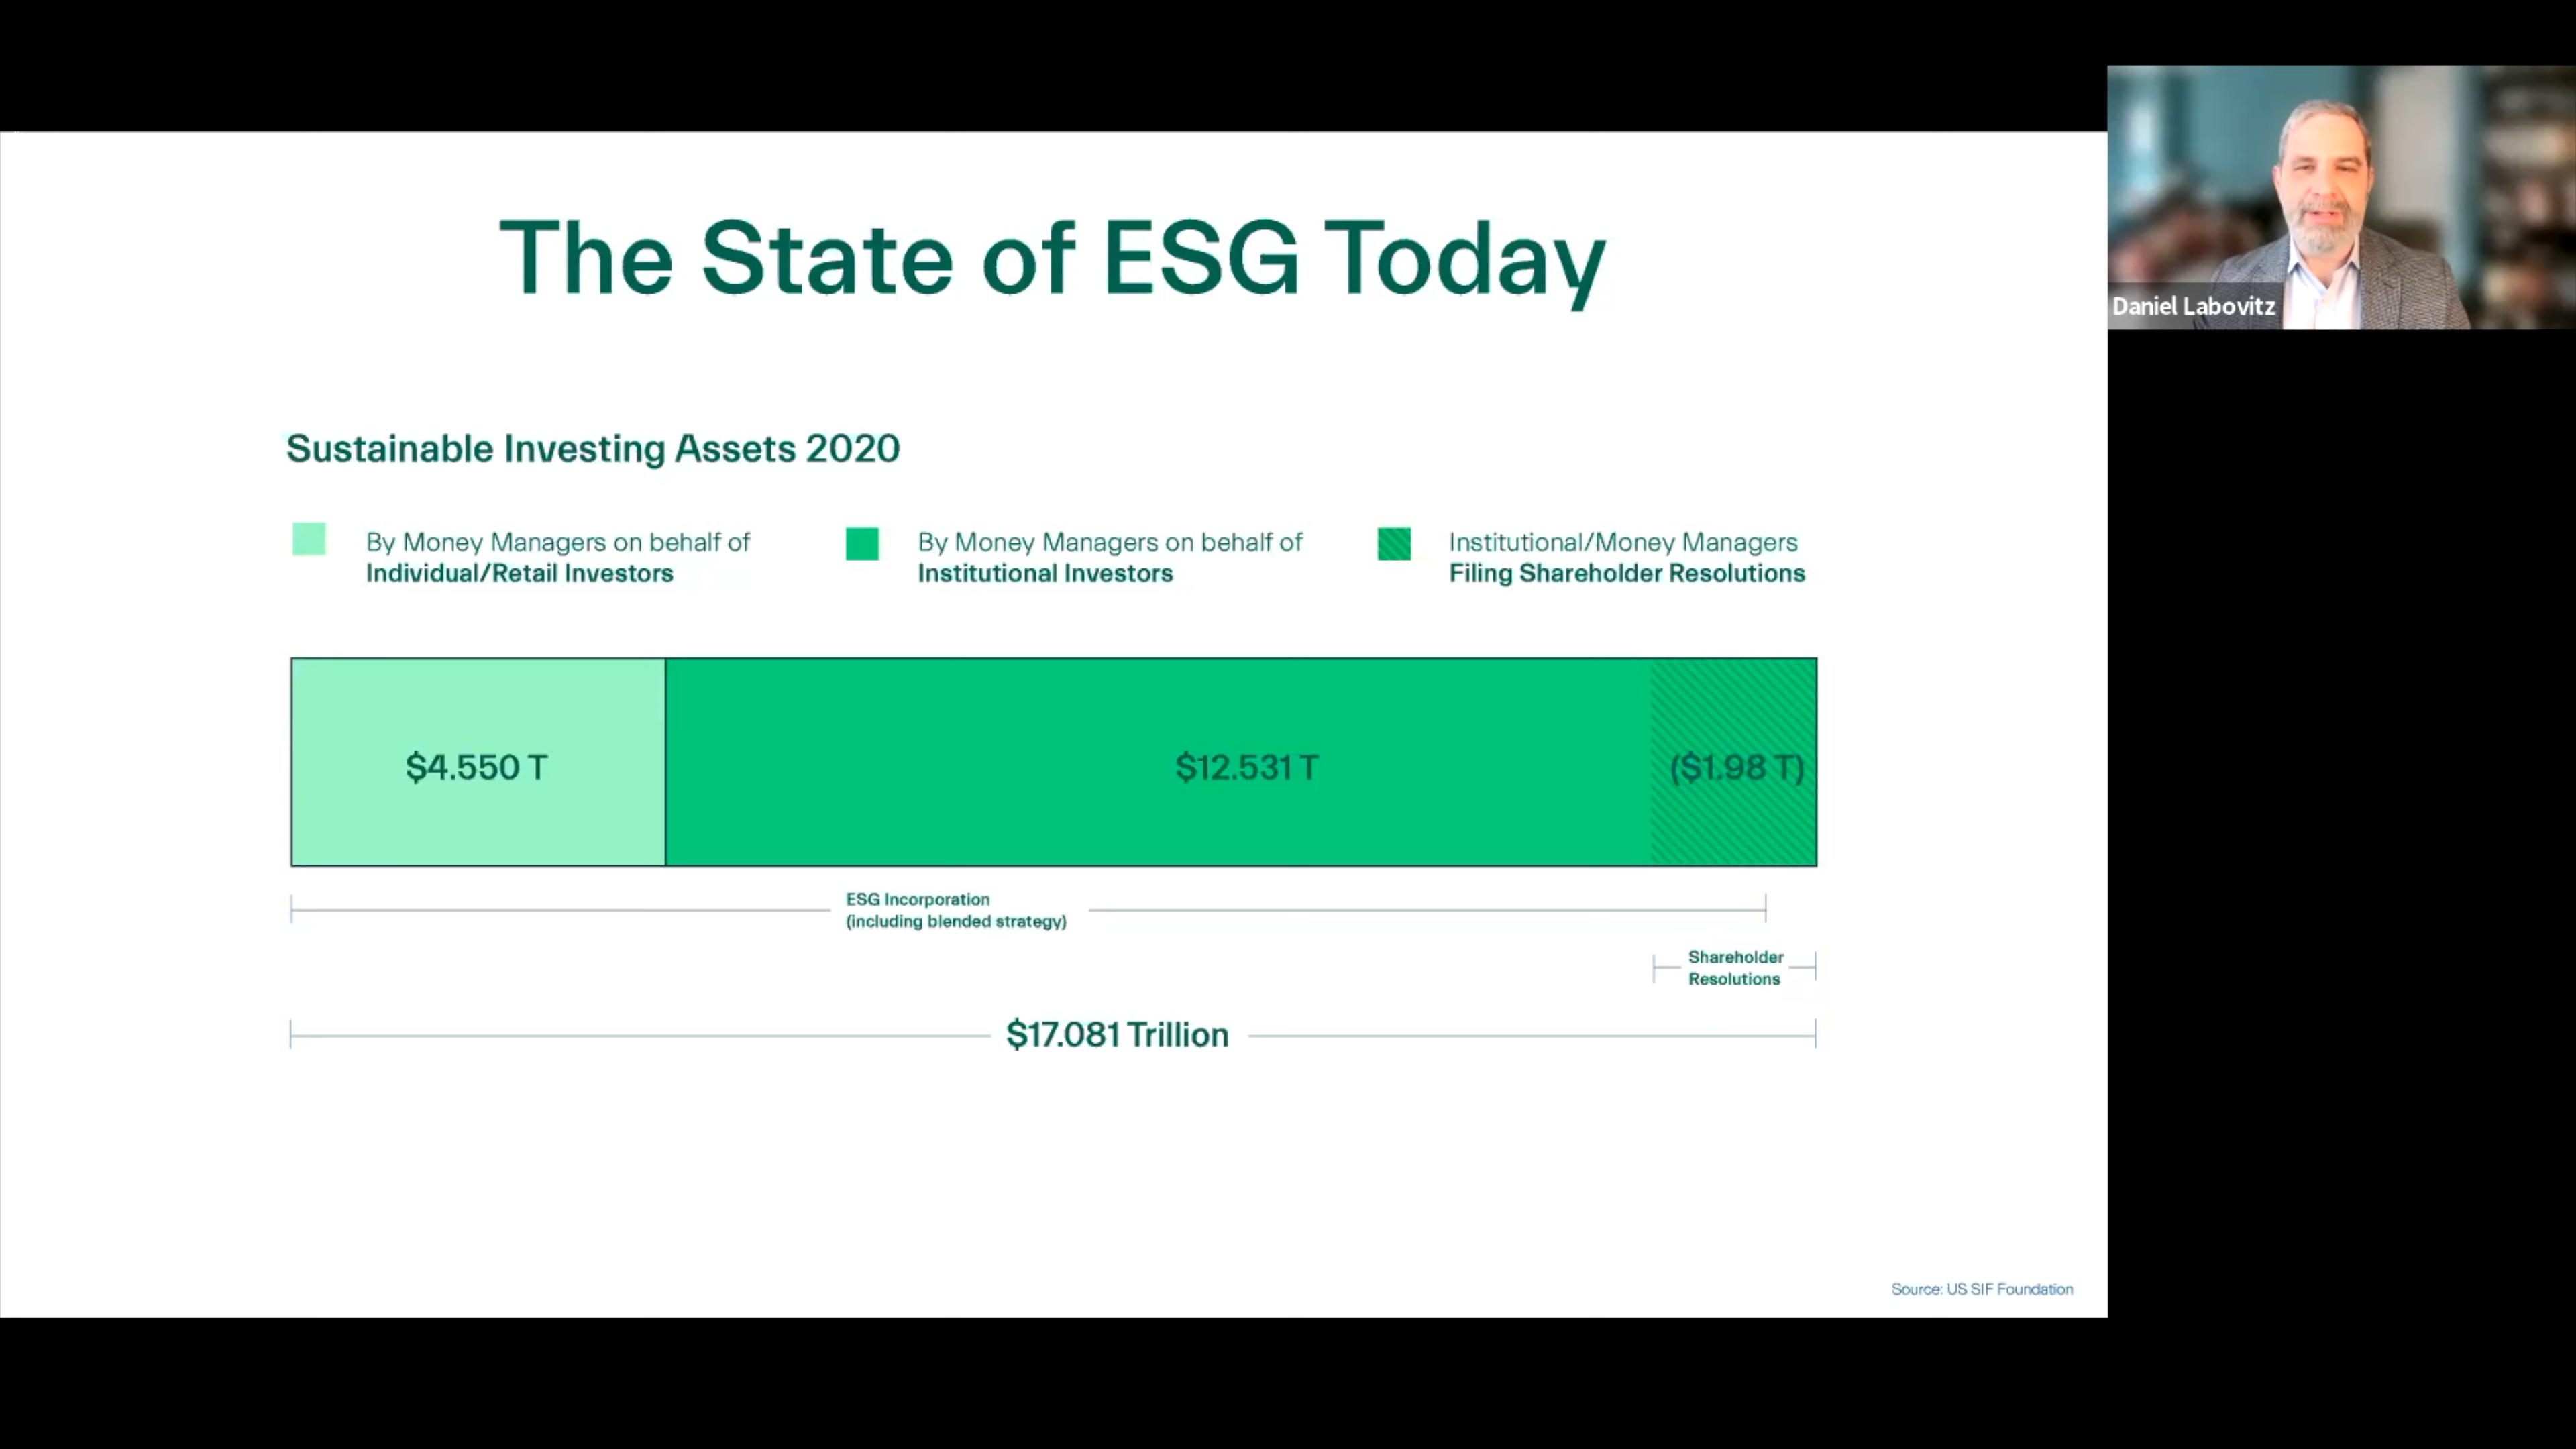 The State of ESG Today
Daniel Labovitz
Sustainable Investing Assets 2020
By Money Managers on behalf of
Individual/Retail Investors
By Money Managers on behalf of
Institutional Investors
Institutional/Money Managers
Filing Shareholder Resolutions
$4.550 T
$12.531 T
($1.98 T)
ESG Incorporation
(including blended strategy)
Shareholder
Resolutions
$17.081 Trillion
Source: US SIF Foundation